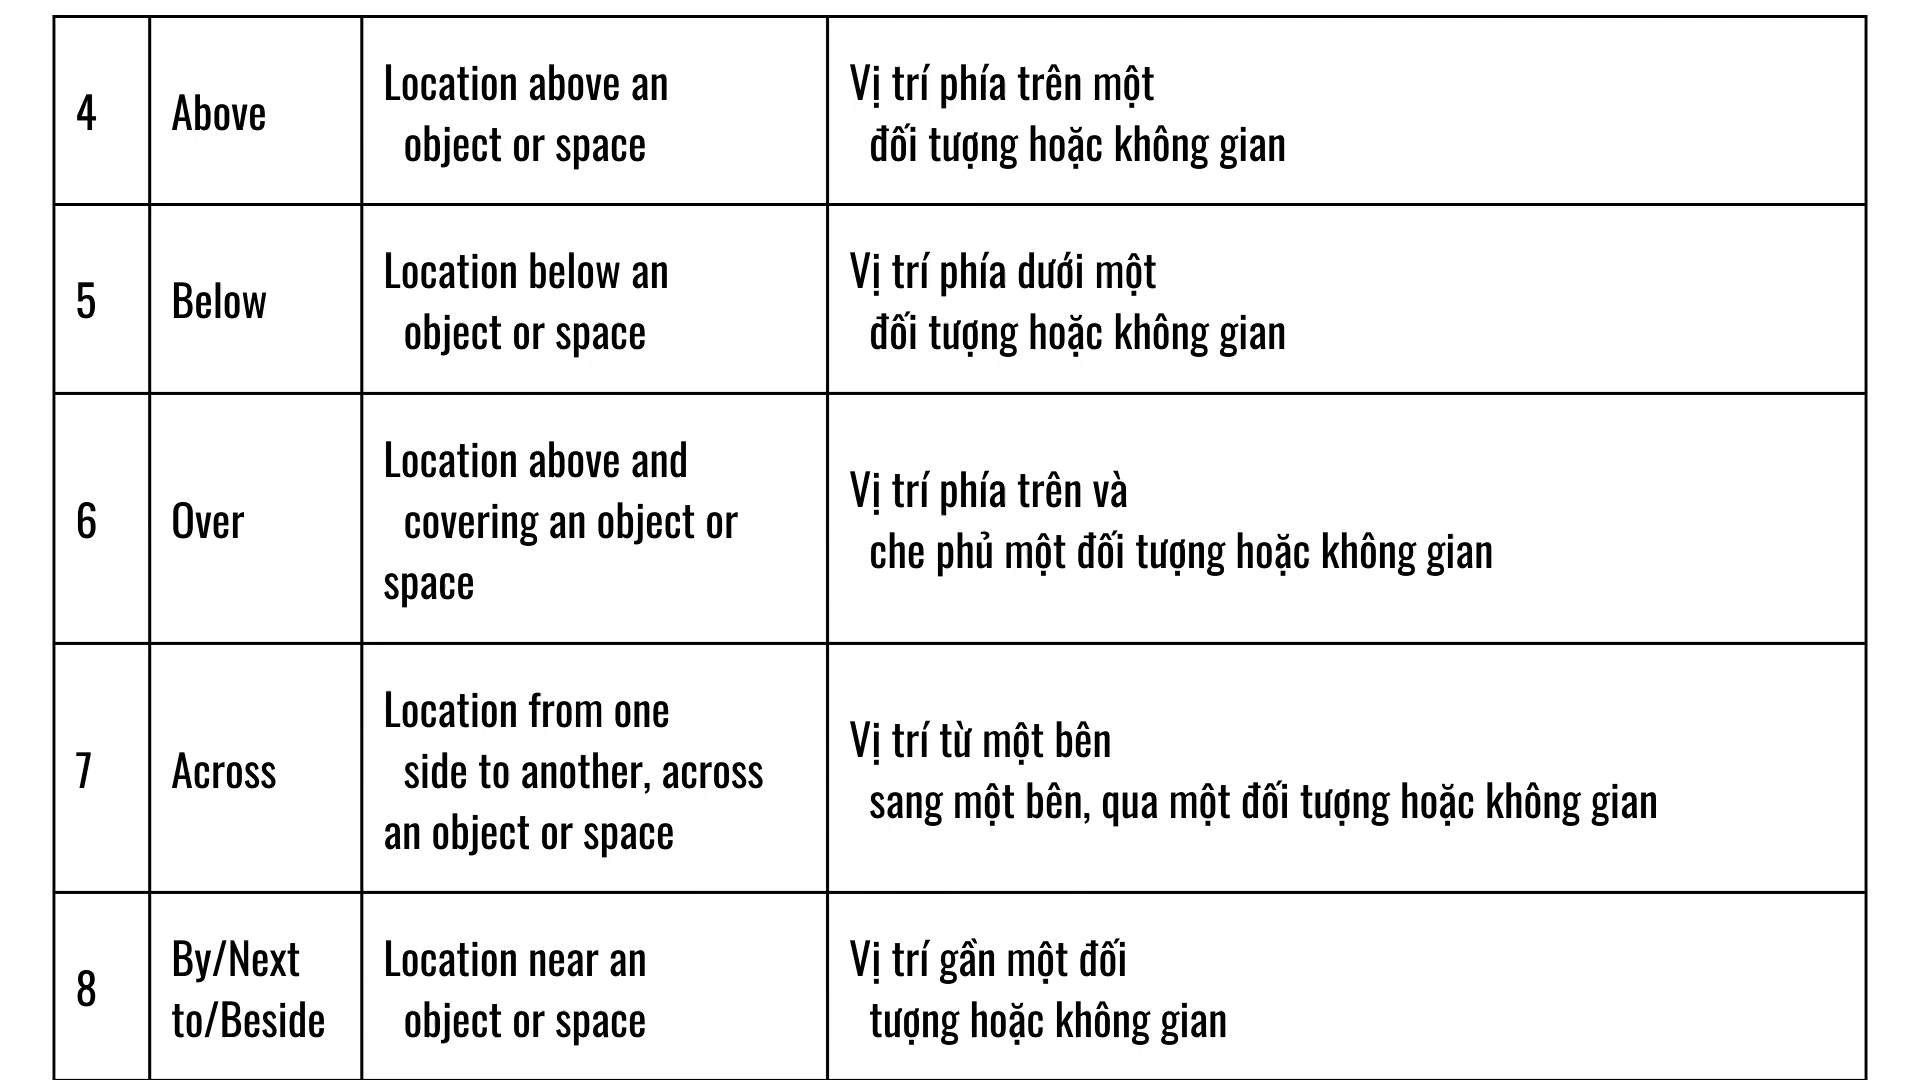 4
Above
Location above an
object or space
Vị trí phía trên một
đối tượng hoặc không gian
5
Below
Location below an
object or space
Vị trí phía dưới một
đối tượng hoặc không gian
6
Over
Location above and
covering an object or
space
Vị trí phía trên và
che phủ một đối tượng hoặc không gian
7
Across
Location from one
side to another, across
an object or space
Vị trí từ một bên
sang một bên, qua một đối tượng hoặc không gian
8
By/Next
to/Beside
Location near an
object or space
Vị trí gần một đối
tượng hoặc không gian